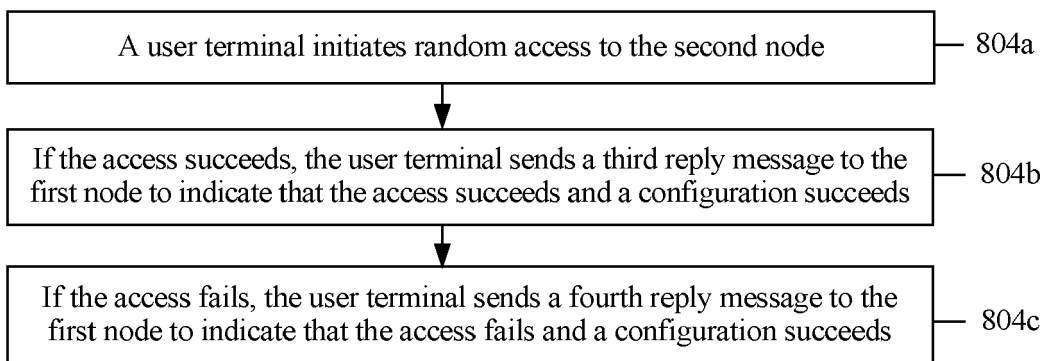 A user terminal initiates random access to the second node
804a
If the access succeeds, the user terminal sends a third reply message to the
first node to indicate that the access succeeds and a configuration succeeds
804b
If the access fails, the user terminal sends a fourth reply message to the
first node to indicate that the access fails and a configuration succeeds
804c